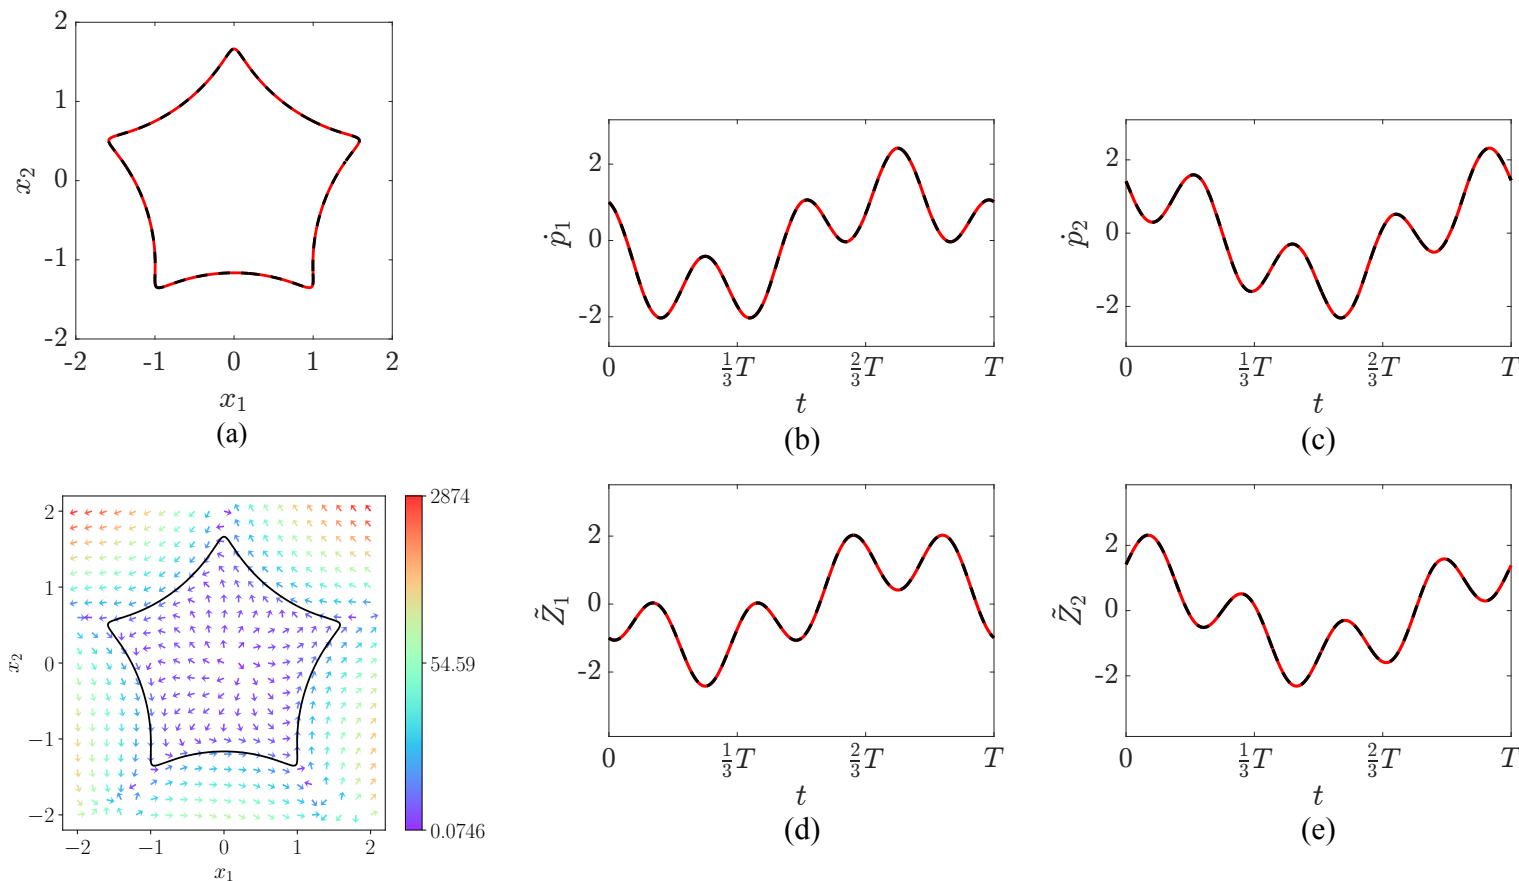 2
1
0
-1
-2
x₂
-2 -1 0 1 2
x₁
(a)
2
0
-2
ṗ₁
0 ⅓T ⅔T T
t
(b)
2
0
-2
ṗ₂
0 ⅓T ⅔T T
t
(c)
2
1
0
−1
−2
x₂
−2 −1 0 1 2
x₁
2874
54.59
0.0746
2
0
-2
Z̃₁
0 ⅓T ⅔T T
t
(d)
2
0
-2
Z̃₂
0 ⅓T ⅔T T
t
(e)